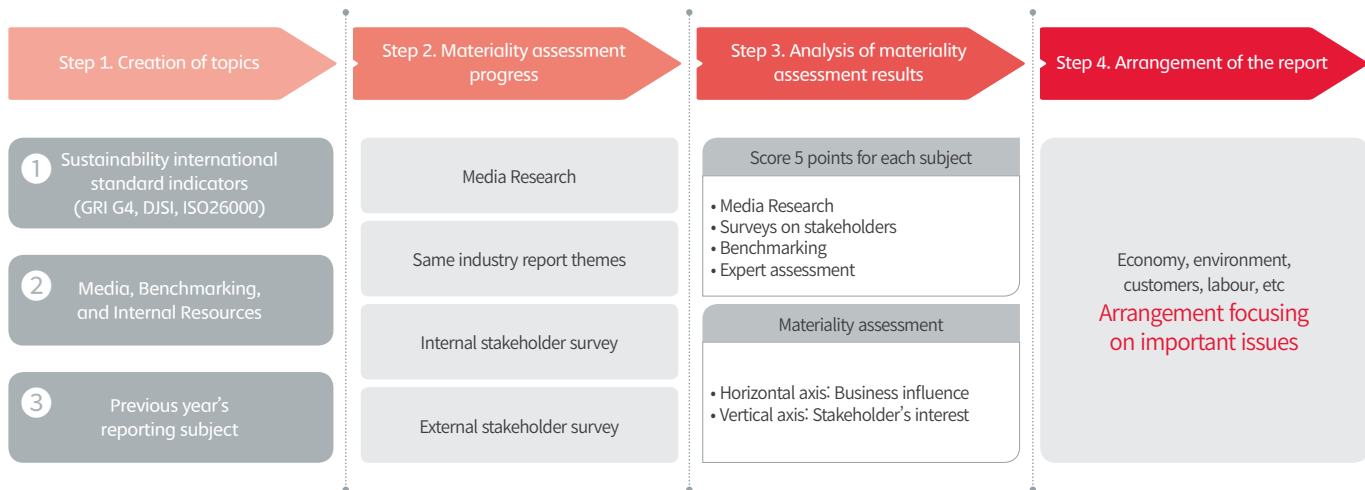 Step 1. Creation of topics
1
Sustainability international
standard indicators
(GRI G4, DJSI, ISO26000)
2
Media, Benchmarking,
and Internal Resources
3
Previous year's
reporting subject
Step 2. Materiality assessment
progress
Media Research
Same industry report themes
Internal stakeholder survey
External stakeholder survey
Step 3. Analysis of materiality
assessment results
Score 5 points for each subject
• Media Research
• Surveys on stakeholders
• Benchmarking
• Expert assessment
Materiality assessment
• Horizontal axis: Business influence
• Vertical axis: Stakeholder's interest
Step 4. Arrangement of the report
Economy, environment,
customers, labour, etc
Arrangement focusing
on important issues